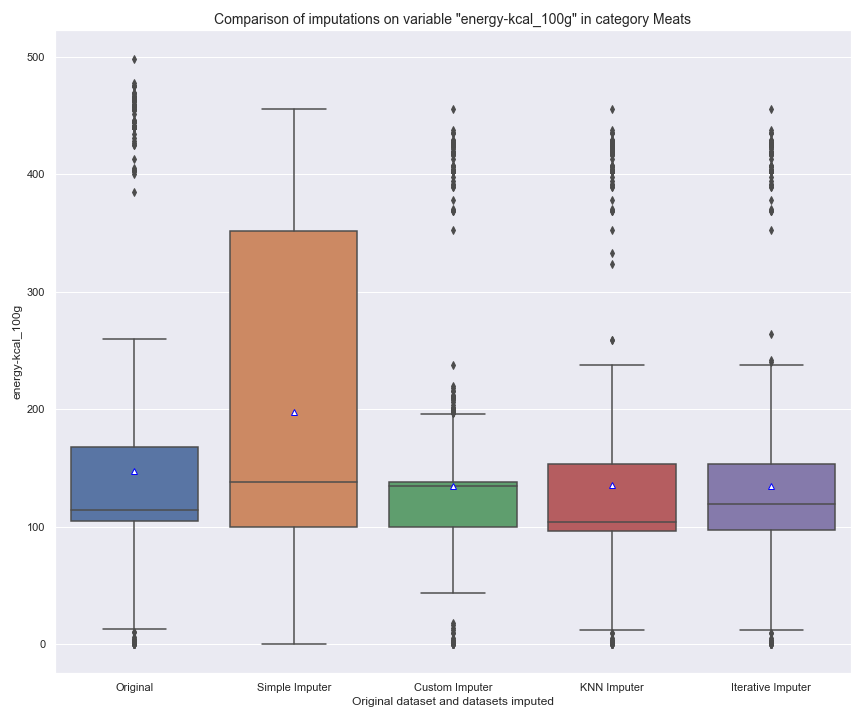 Comparison of imputations on variable "energy-kcal_100g" in category Meats
energy-kcal_100g
500
400
300
200
100
0
Original
Simple Imputer
Custom Imputer
KNN Imputer
Iterative Imputer
Original dataset and datasets imputed